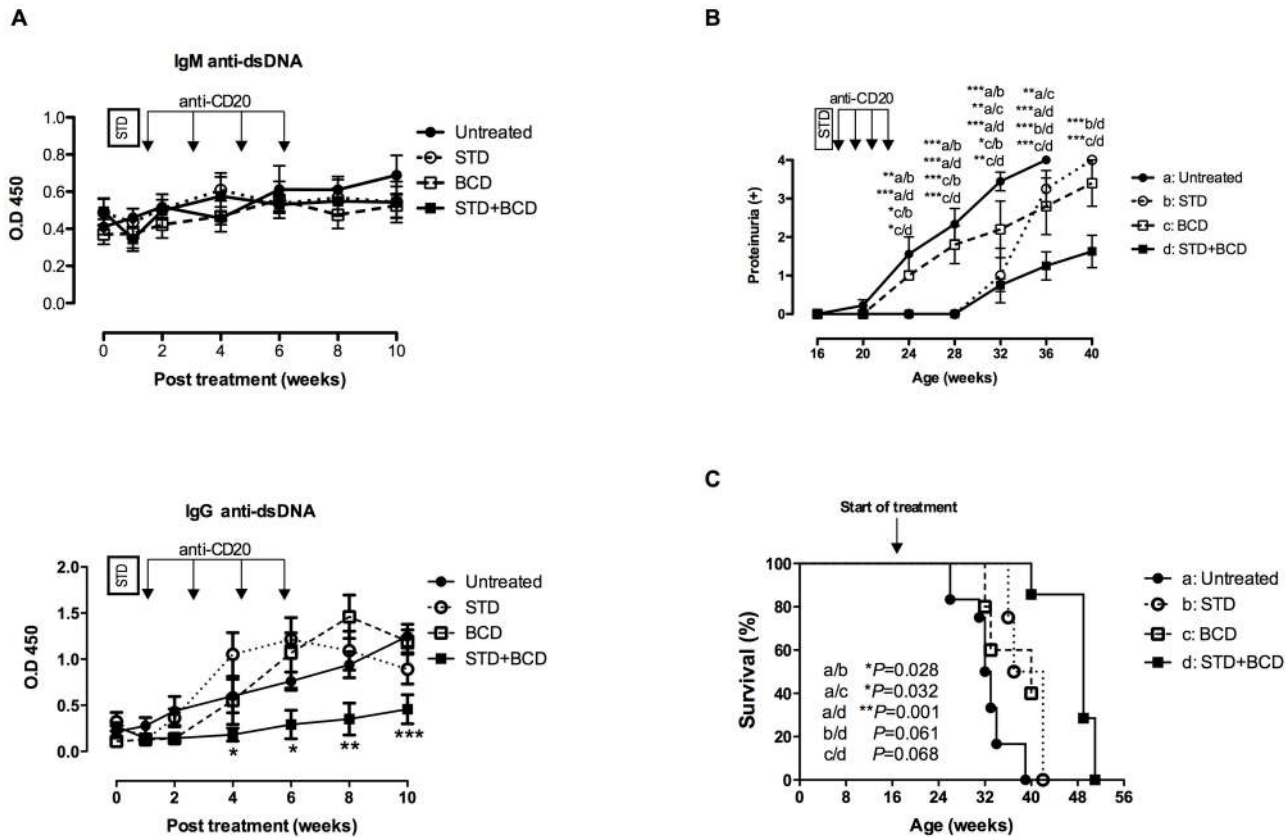 A
IgM anti-dsDNA
STD
anti-CD20
O.D 450
1.0
0.8
0.6
0.4
0.2
0.0
0 2 4 6 8 10
Post treatment (weeks)
Untreated
STD
BCD
STD+BCD
IgG anti-dsDNA
STD
anti-CD20
O.D 450
2.0
1.5
1.0
0.5
0.0
* * ** ***
0 2 4 6 8 10
Post treatment (weeks)
Untreated
STD
BCD
STD+BCD
B
STD
anti-CD20
**a/b
***a/d
*c/b
*c/d
***a/b
***a/d
***c/b
***c/d
***a/b
**a/c
***a/d
*c/b
**c/d
**a/c
***a/d
***b/d
***c/d
***b/d
***c/d
Proteinuria (+)
4
3
2
1
0
16 20 24 28 32 36 40
Age (weeks)
a: Untreated
b: STD
c: BCD
d: STD+BCD
C
Start of treatment
Survival (%)
100
80
60
40
20
0
a/b *P=0.028
a/c *P=0.032
a/d **P=0.001
b/d P=0.061
c/d P=0.068
0 8 16 24 32 40 48 56
Age (weeks)
a: Untreated
b: STD
c: BCD
d: STD+BCD